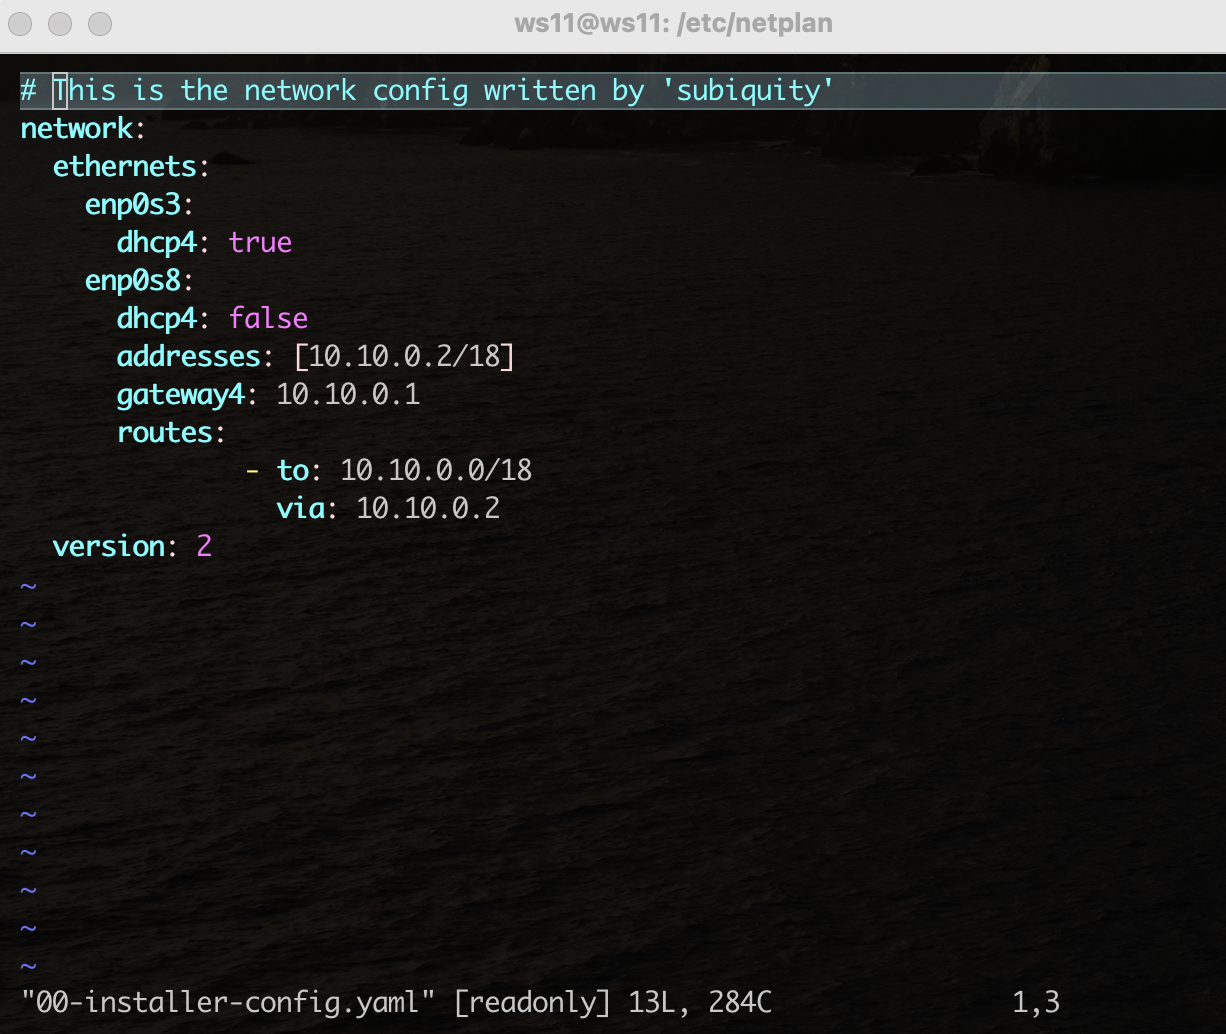 ws11@ws11: /etc/netplan
# This is the network config written by 'subiquity'
network:
  ethernets:
    enp0s3:
      dhcp4: true
    enp0s8:
      dhcp4: false
      addresses: [10.10.0.2/18]
      gateway4: 10.10.0.1
      routes:
              - to: 10.10.0.0/18
                via: 10.10.0.2
  version: 2
~
~
~
~
~
~
~
~
~
~
~
"00-installer-config.yaml" [readonly] 13L, 284C 1,3